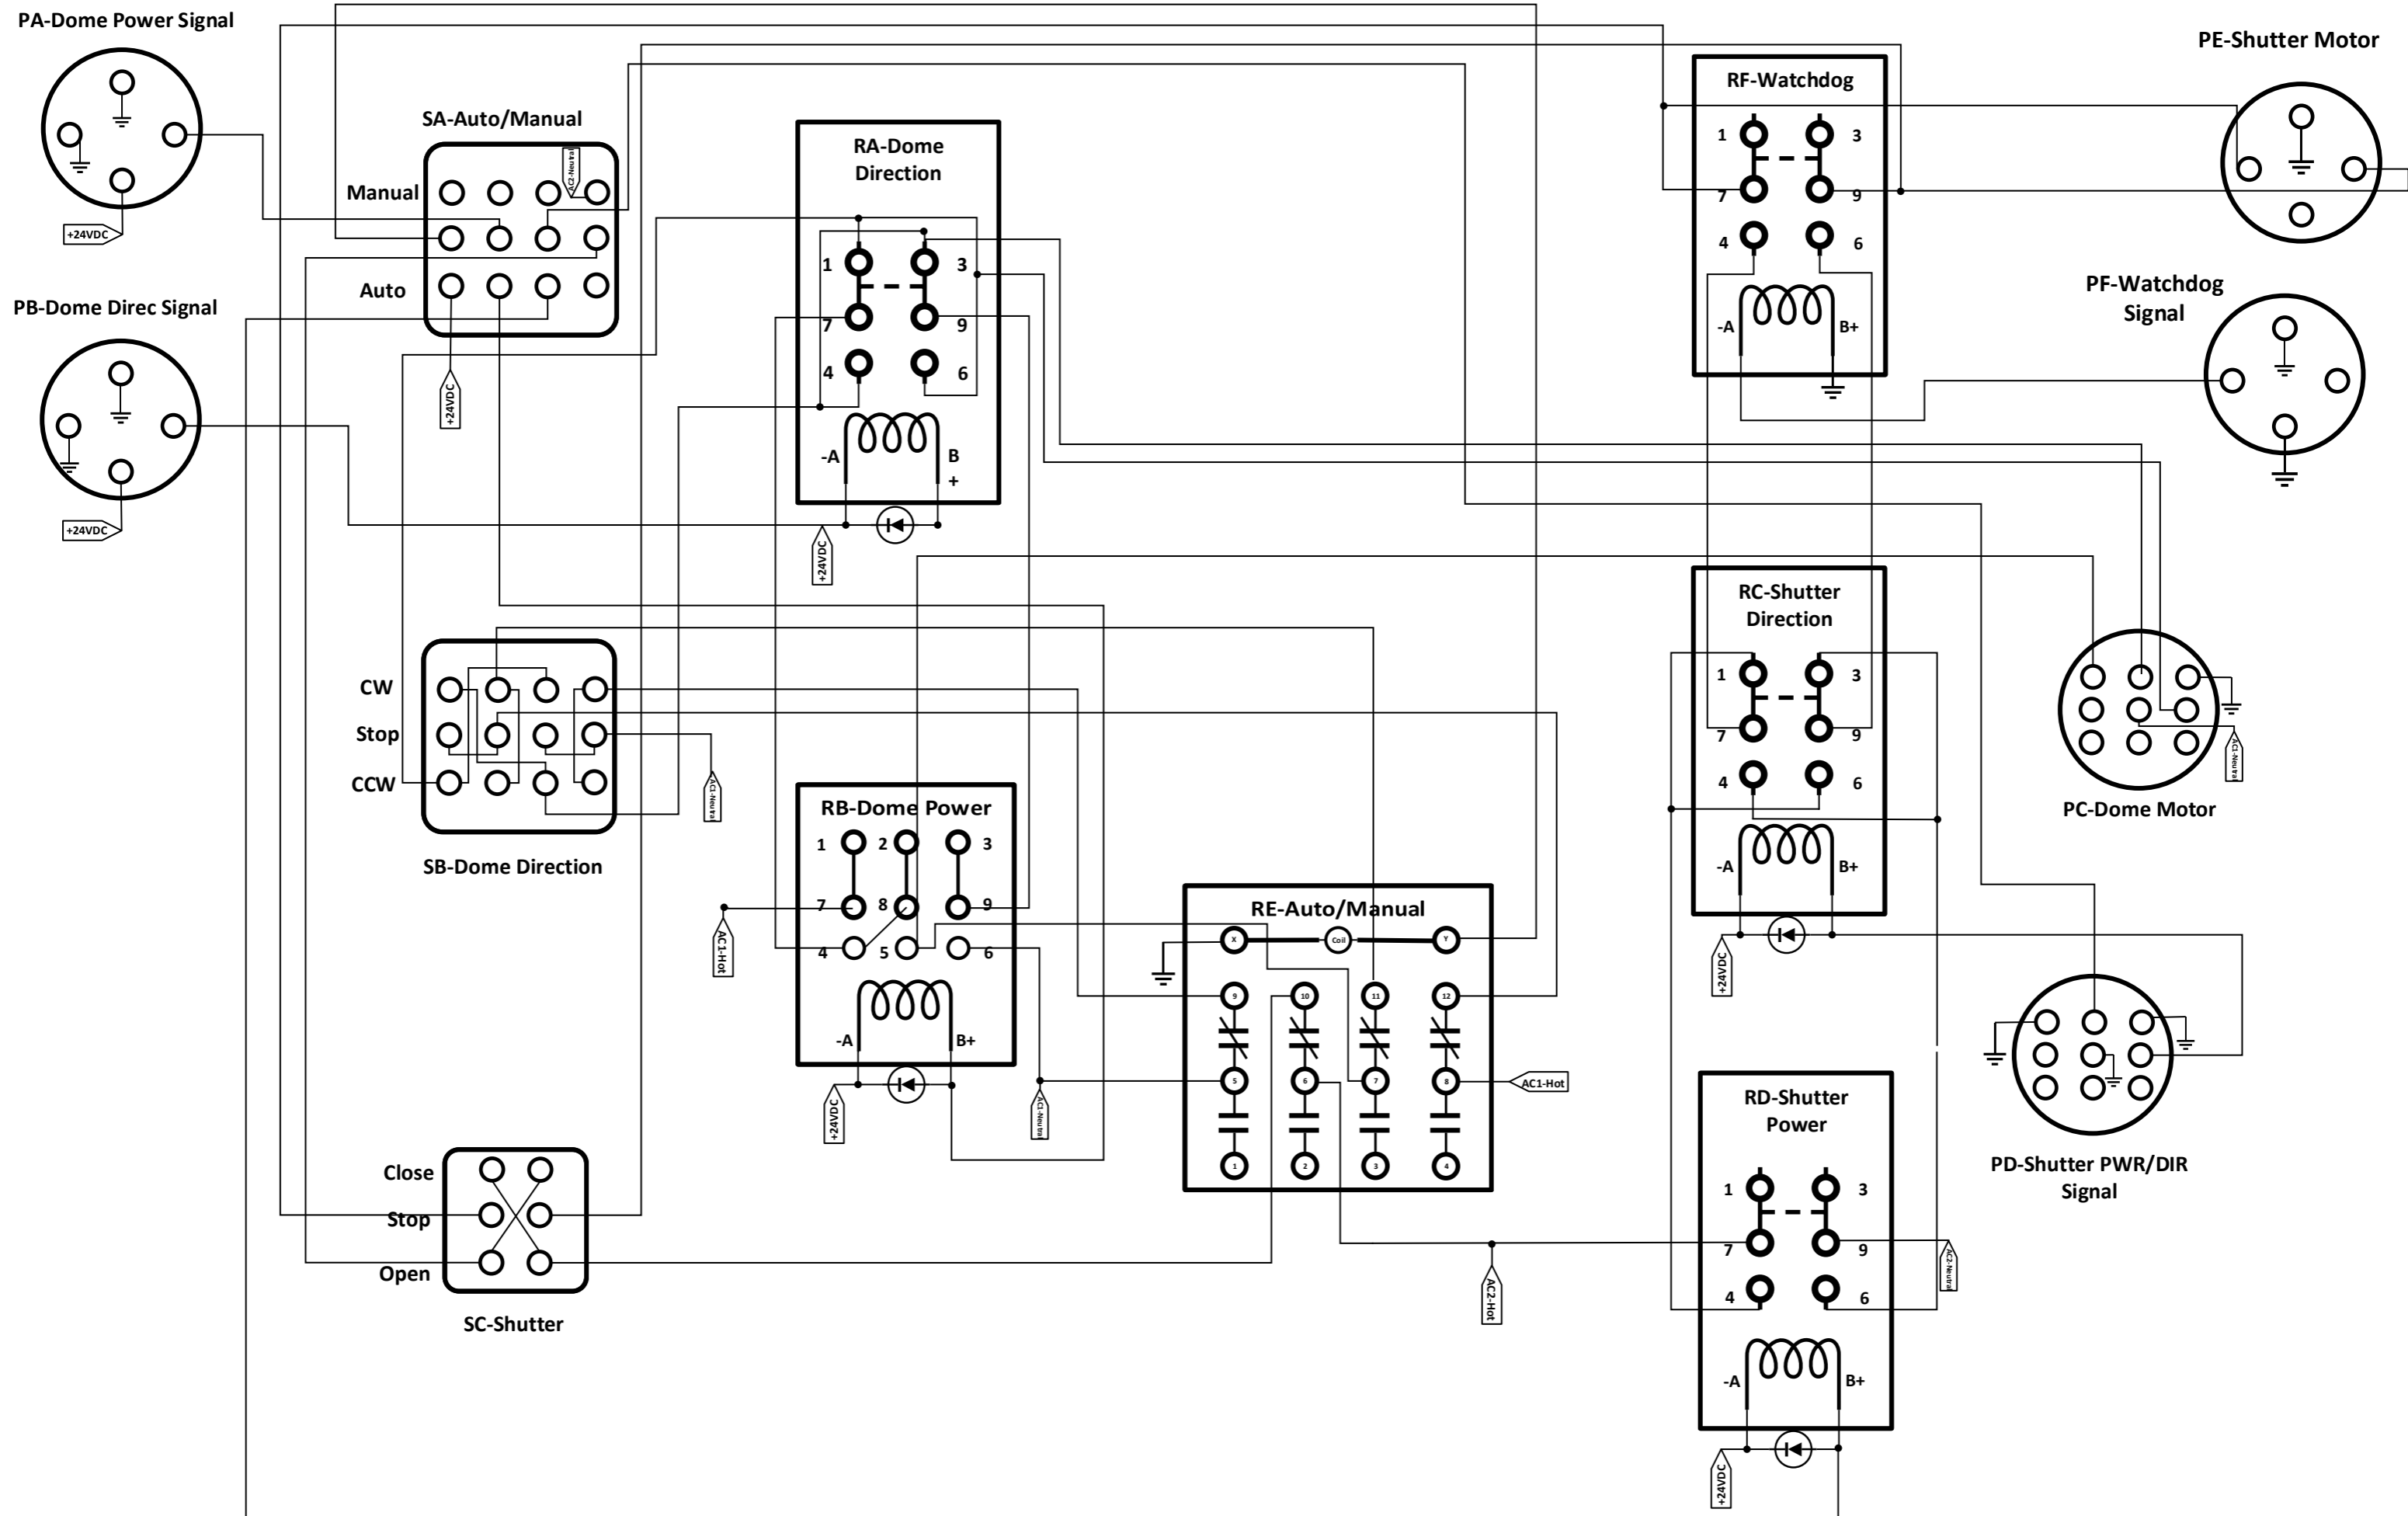 PA-Dome Power Signal
+24VDC
PB-Dome Direc Signal
+24VDC
SA-Auto/Manual
AC2-Neutral
Manual
Auto
+24VDC
RA-Dome
Direction
1
3
7
9
4
6
-A
B
+
+24VDC
RF-Watchdog
1
3
7
9
4
6
-A
B+
PE-Shutter Motor
PF-Watchdog
Signal
CW
Stop
CCW
AC1-Neutral
SB-Dome Direction
RB-Dome Power
1
2
3
7
8
9
4
5
6
-A
B+
AC1-Hot
+24VDC
AC1-Neutral
RE-Auto/Manual
X
Coil
Y
9
10
11
12
5
6
7
8
1
2
3
4
AC1-Hot
AC2-Hot
RC-Shutter
Direction
1
3
7
9
4
6
-A
B+
+24VDC
AC1-Neutral
PC-Dome Motor
PD-Shutter PWR/DIR
Signal
RD-Shutter
Power
1
3
7
9
4
6
-A
B+
AC2-Neutral
+24VDC
Close
Stop
Open
SC-Shutter